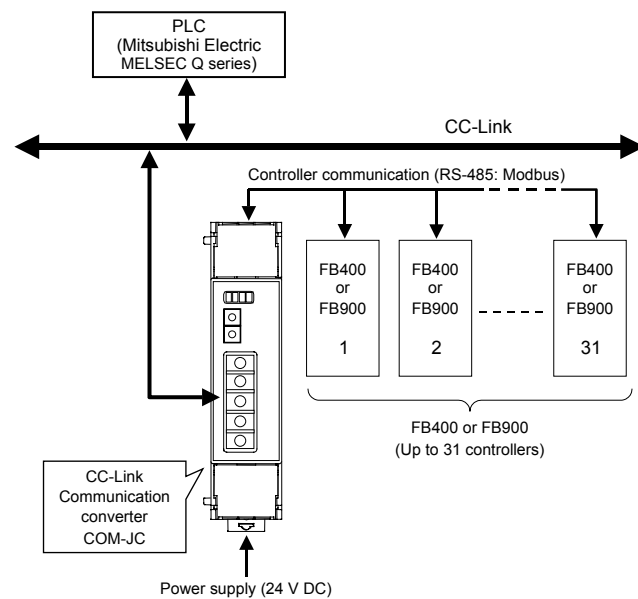 PLC
(Mitsubishi Electric
MELSEC Q series)
CC-Link
Controller communication (RS-485: Modbus)
FB400
or
FB900
1
FB400
or
FB900
2
FB400
or
FB900
31
FB400 or FB900
(Up to 31 controllers)
CC-Link
Communication
converter
COM-JC
Power supply (24 V DC)